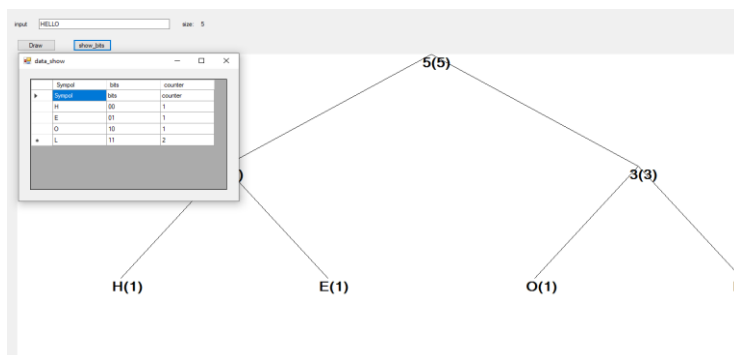 input HELLO size: 5
Draw show_bits
data_show
Sympol bits counter
Sympol bits counter
H 00 1
E 01 1
O 10 1
L 11 2
5(5)
)
3(3)
H(1) E(1) O(1)